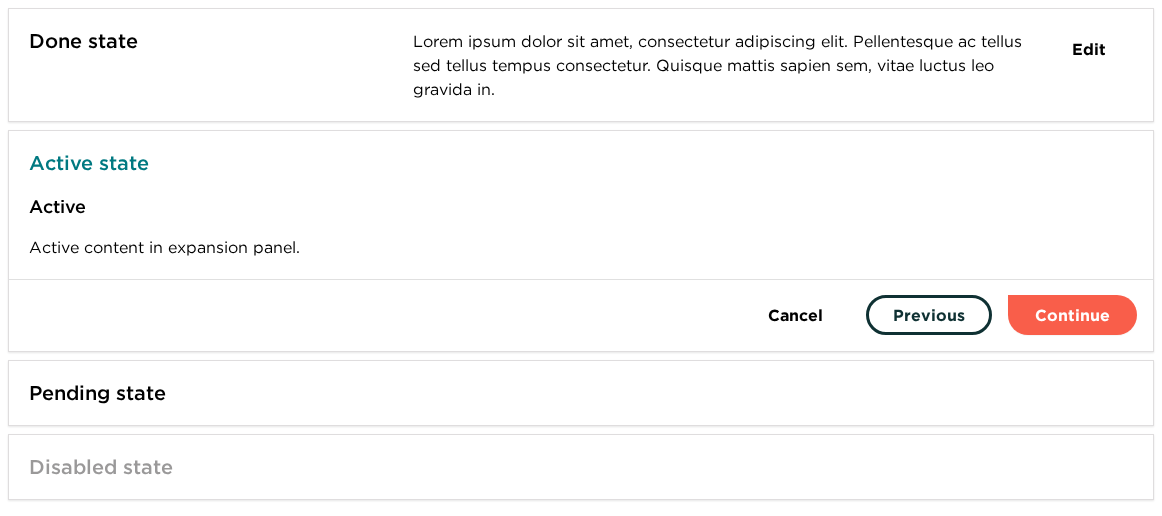 Done state
Lorem ipsum dolor sit amet, consectetur adipiscing elit. Pellentesque ac tellus
sed tellus tempus consectetur. Quisque mattis sapien sem, vitae luctus leo
gravida in.
Edit
Active state
Active
Active content in expansion panel.
Cancel
Previous
Continue
Pending state
Disabled state